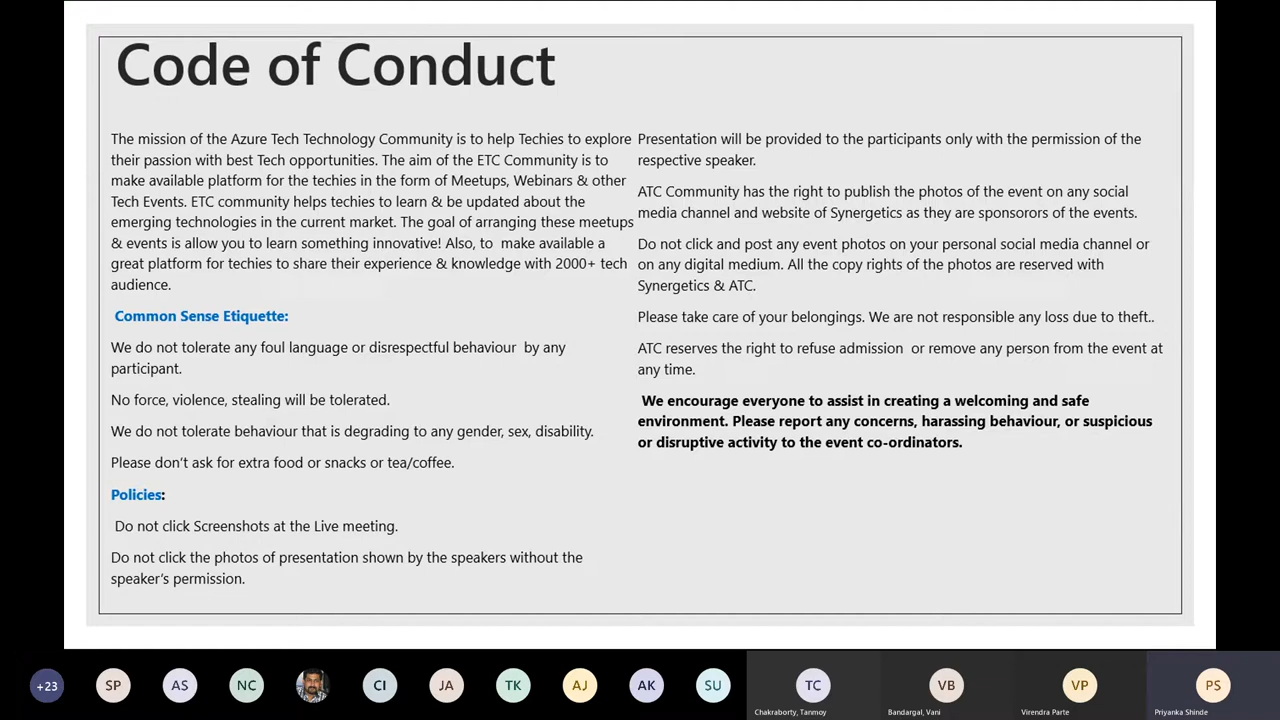 Code of Conduct
The mission of the Azure Tech Technology Community is to help Techies to explore
their passion with best Tech opportunities. The aim of the ETC Community is to
make available platform for the techies in the form of Meetups, Webinars & other
Tech Events. ETC community helps techies to learn & be updated about the
emerging technologies in the current market. The goal of arranging these meetups
& events is allow you to learn something innovative! Also, to make available a
great platform for techies to share their experience & knowledge with 2000+ tech
audience.
Common Sense Etiquette:
We do not tolerate any foul language or disrespectful behaviour by any
participant.
No force, violence, stealing will be tolerated.
We do not tolerate behaviour that is degrading to any gender, sex, disability.
Please don't ask for extra food or snacks or tea/coffee.
Policies:
Do not click Screenshots at the Live meeting.
Do not click the photos of presentation shown by the speakers without the
speaker's permission.
Presentation will be provided to the participants only with the permission of the
respective speaker.
ATC Community has the right to publish the photos of the event on any social
media channel and website of Synergetics as they are sponsorors of the events.
Do not click and post any event photos on your personal social media channel or
on any digital medium. All the copy rights of the photos are reserved with
Synergetics & ATC.
Please take care of your belongings. We are not responsible any loss due to theft..
ATC reserves the right to refuse admission or remove any person from the event at
any time.
We encourage everyone to assist in creating a welcoming and safe
environment. Please report any concerns, harassing behaviour, or suspicious
or disruptive activity to the event co-ordinators.
+23 SP AS NC CI JA TK AJ AK SU TC VB VP PS
Chakraborty, Tanmoy Bandargal, Vani Virendra Parte Priyanka Shinde